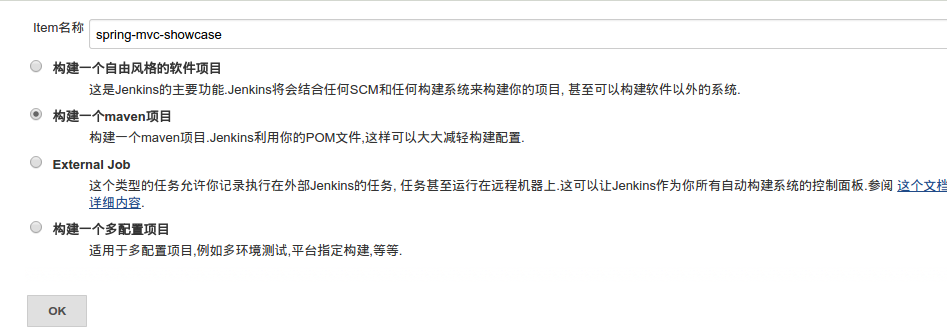 Item名称
spring-mvc-showcase
构建一个自由风格的软件项目
这是Jenkins的主要功能.Jenkins将会结合任何SCM和任何构建系统来构建你的项目, 甚至可以构建软件以外的系统.
构建一个maven项目
构建一个maven项目.Jenkins利用你的POM文件,这样可以大大减轻构建配置.
External Job
这个类型的任务允许你记录执行在外部Jenkins的任务, 任务甚至运行在远程机器上.这可以让Jenkins作为你所有自动构建系统的控制面板.参阅 这个文档
详细内容.
构建一个多配置项目
适用于多配置项目,例如多环境测试,平台指定构建,等等.
OK